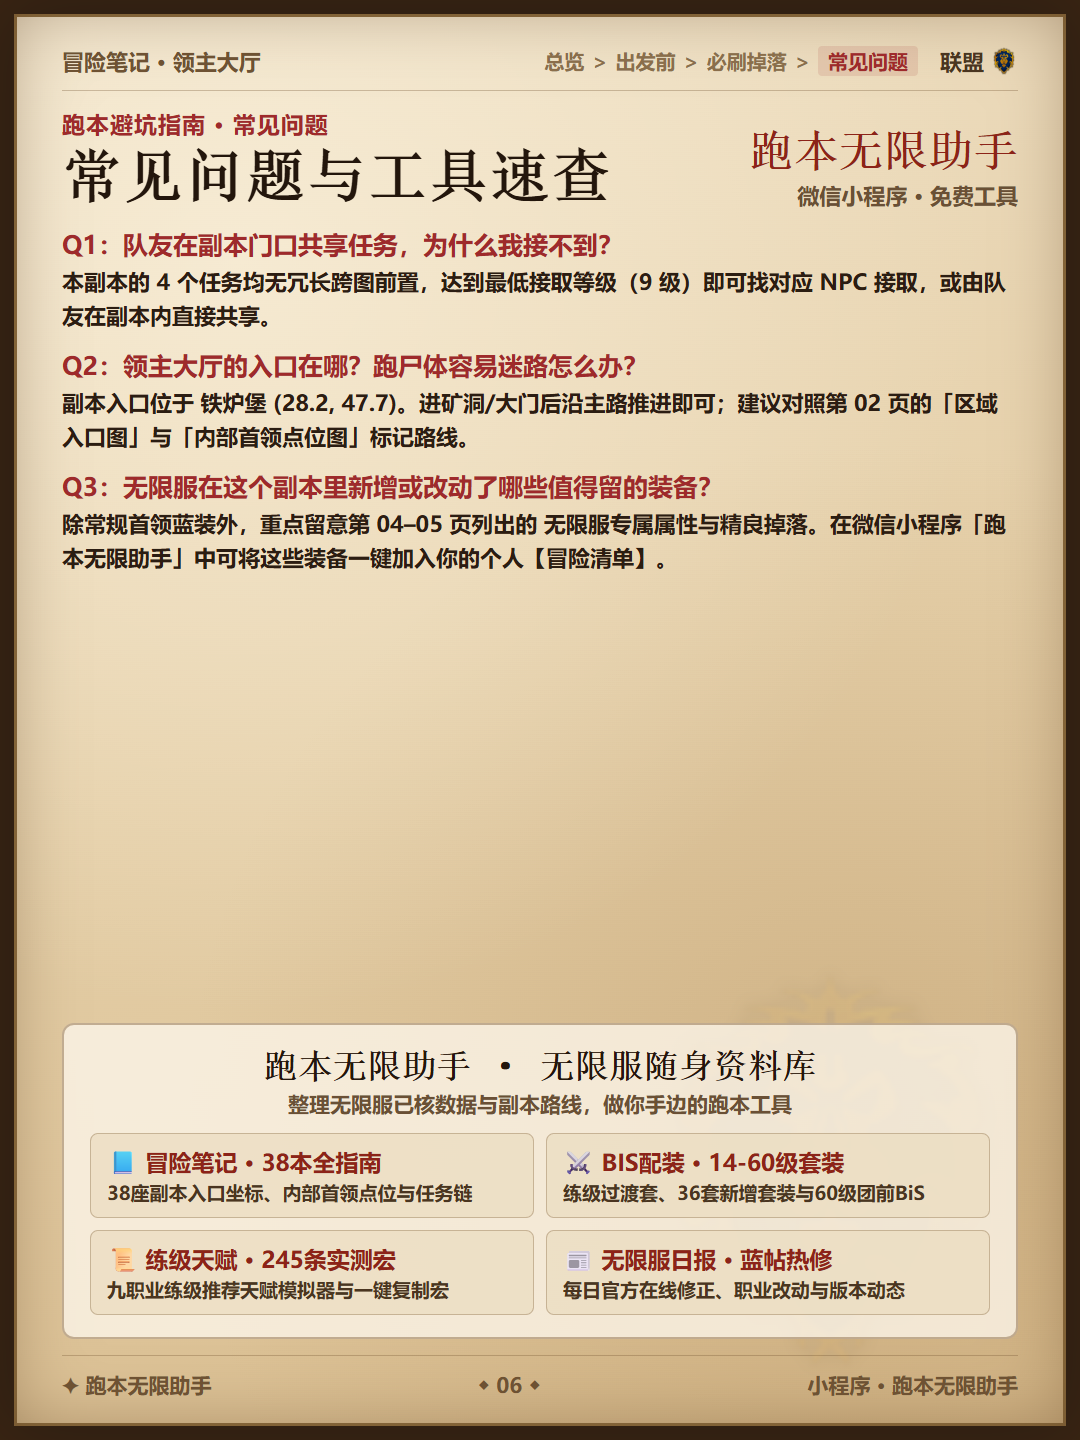 冒险笔记·领主大厅
总览 > 出发前 > 必刷掉落 > 常见问题 联盟
跑本避坑指南·常见问题
常见问题与工具速查
跑本无限助手
微信小程序·免费工具
Q1：队友在副本门口共享任务，为什么我接不到？
本副本的 4 个任务均无冗长跨图前置，达到最低接取等级（9 级）即可找对应 NPC 接取，或由队
友在副本内直接共享。
Q2：领主大厅的入口在哪？跑尸体容易迷路怎么办？
副本入口位于 铁炉堡 (28.2, 47.7)。进矿洞/大门后沿主路推进即可；建议对照第 02 页的「区域
入口图」与「内部首领点位图」标记路线。
Q3：无限服在这个副本里新增或改动了哪些值得留的装备？
除常规首领蓝装外，重点留意第 04–05 页列出的 无限服专属属性与精良掉落。在微信小程序「跑
本无限助手」中可将这些装备一键加入你的个人【冒险清单】。
跑本无限助手 · 无限服随身资料库
整理无限服已核数据与副本路线，做你手边的跑本工具
冒险笔记·38本全指南
38座副本入口坐标、内部首领点位与任务链
BIS配装·14-60级套装
练级过渡套、36套新增套装与60级团前BiS
练级天赋·245条实测宏
九职业练级推荐天赋模拟器与一键复制宏
无限服日报·蓝帖热修
每日官方在线修正、职业改动与版本动态
✦ 跑本无限助手
◆ 06 ◆
小程序·跑本无限助手